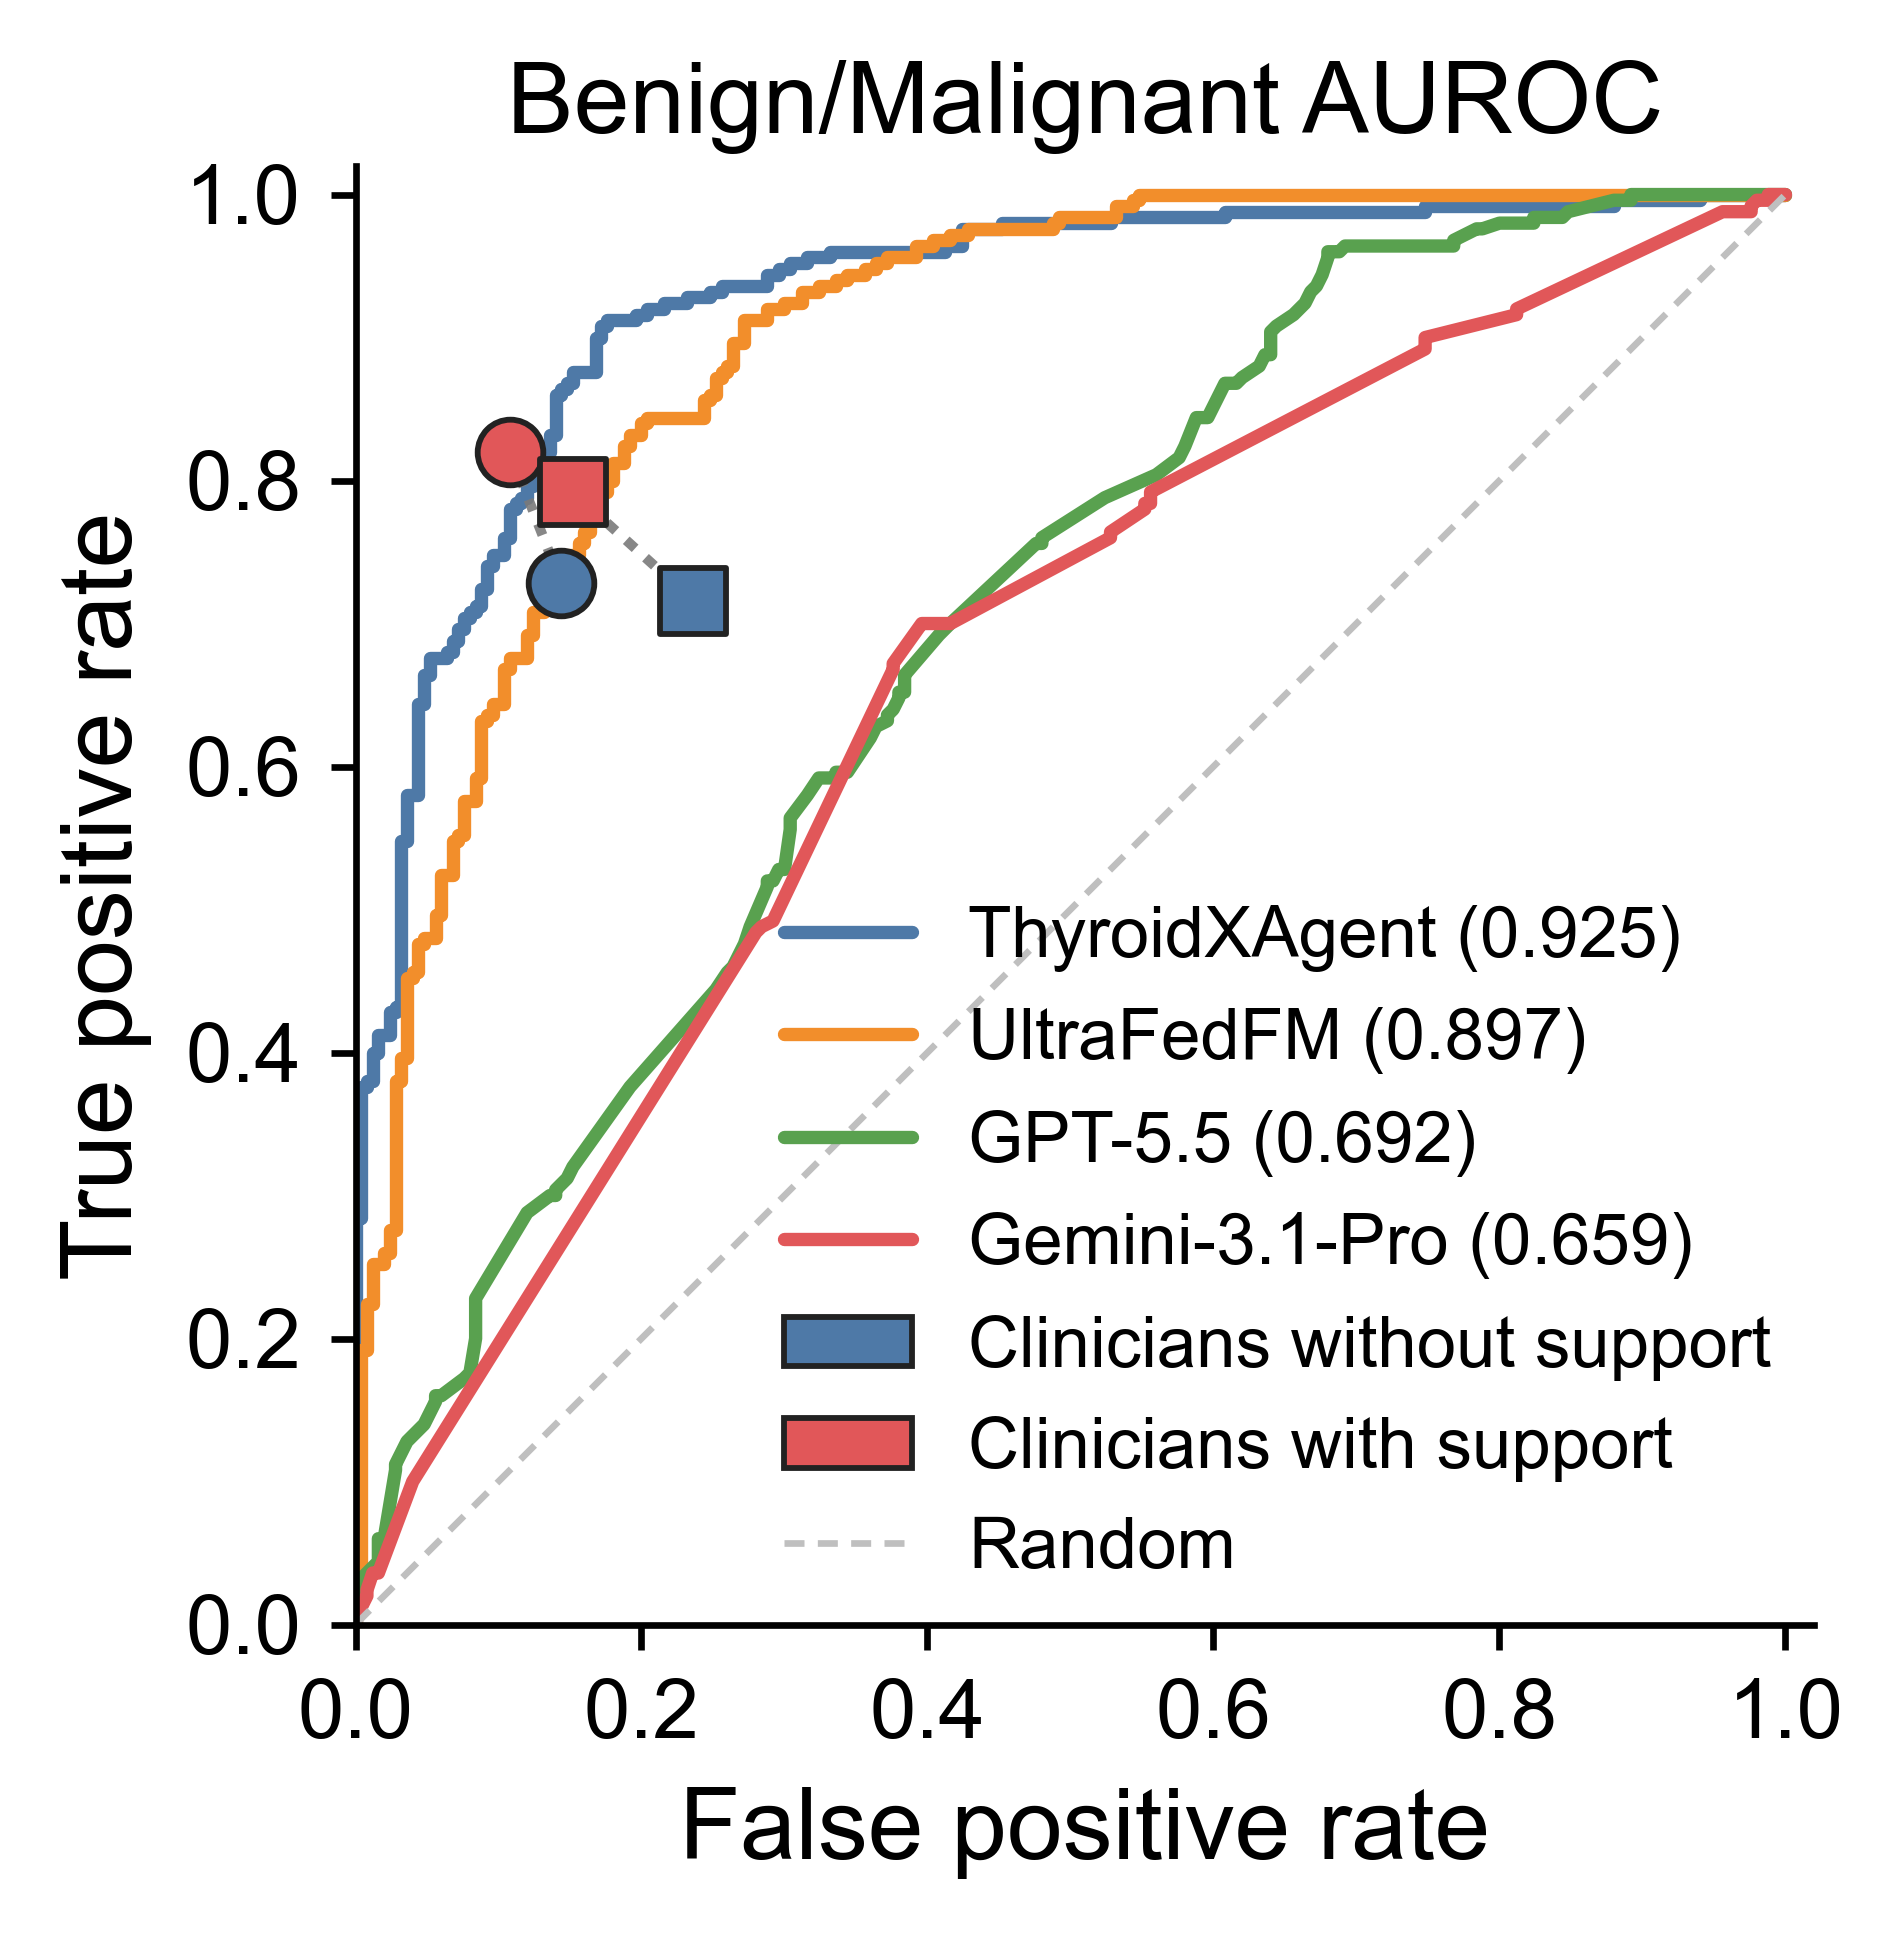 Benign/Malignant AUROC
True positive rate
1.0
0.8
0.6
0.4
0.2
0.0
ThyroidXAgent (0.925)
UltraFedFM (0.897)
GPT-5.5 (0.692)
Gemini-3.1-Pro (0.659)
Clinicians without support
Clinicians with support
Random
0.0 0.2 0.4 0.6 0.8 1.0
False positive rate